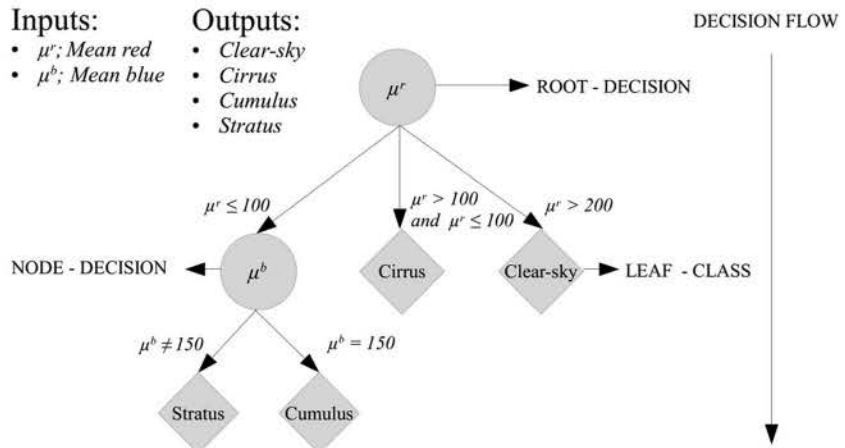 Inputs:
• μʳ; Mean red
• μᵇ; Mean blue
Outputs:
• Clear-sky
• Cirrus
• Cumulus
• Stratus
DECISION FLOW
μʳ
ROOT - DECISION
μʳ ≤ 100
μʳ > 100
and μʳ ≤ 100
μʳ > 200
NODE - DECISION
μᵇ
Cirrus
Clear-sky
LEAF - CLASS
μᵇ ≠ 150
μᵇ = 150
Stratus
Cumulus